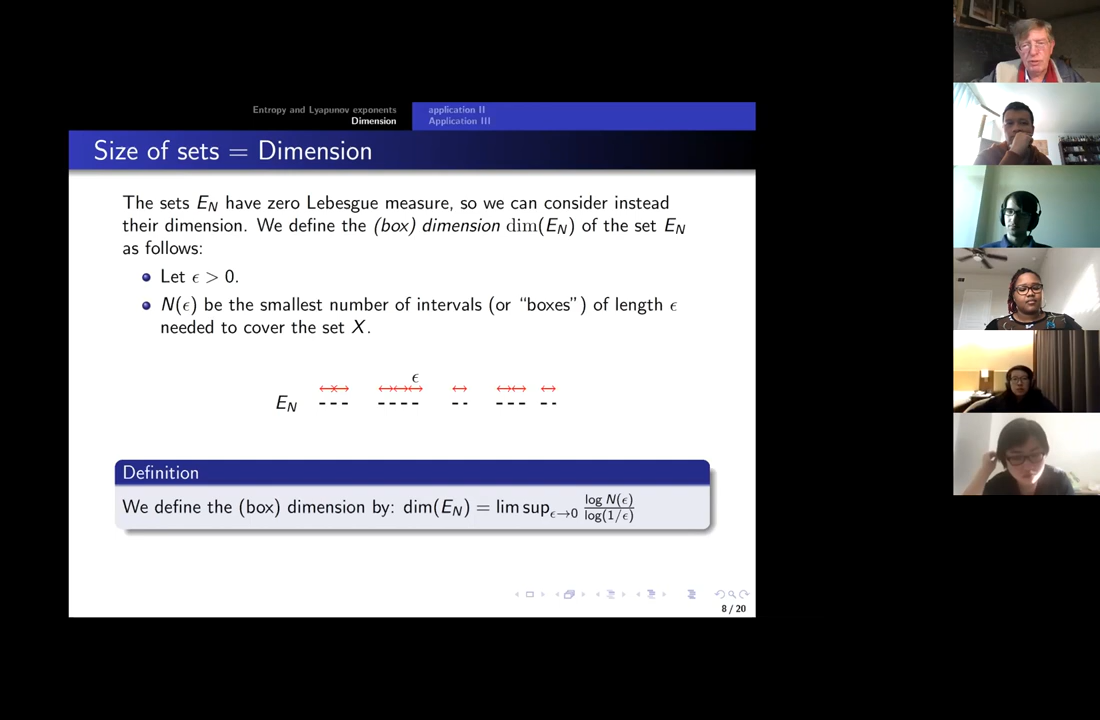 Entropy and Lyapunov exponents
Dimension
application II
Application III
Size of sets = Dimension
The sets E_N have zero Lebesgue measure, so we can consider instead
their dimension. We define the (box) dimension dim(E_N) of the set E_N
as follows:
Let ϵ > 0.
N(ϵ) be the smallest number of intervals (or “boxes”) of length ϵ
needed to cover the set X.
ϵ
E_N
Definition
We define the (box) dimension by: dim(E_N) = lim sup_{ϵ→0} log N(ϵ) / log(1/ϵ)
8 / 20